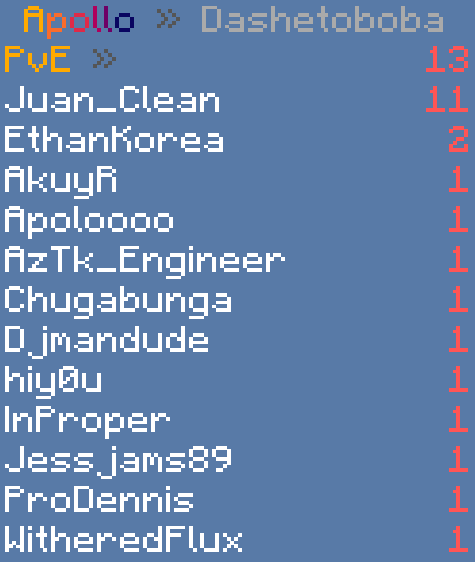 Apollo » Dashetoboba
PvE » 13
Juan_Clean 11
EthanKorea 2
AkuyA 1
Apoloooo 1
AzTk_Engineer 1
Chugabunga 1
Djmandude 1
hiy0u 1
InProper 1
Jessjams89 1
ProDennis 1
WitheredFlux 1